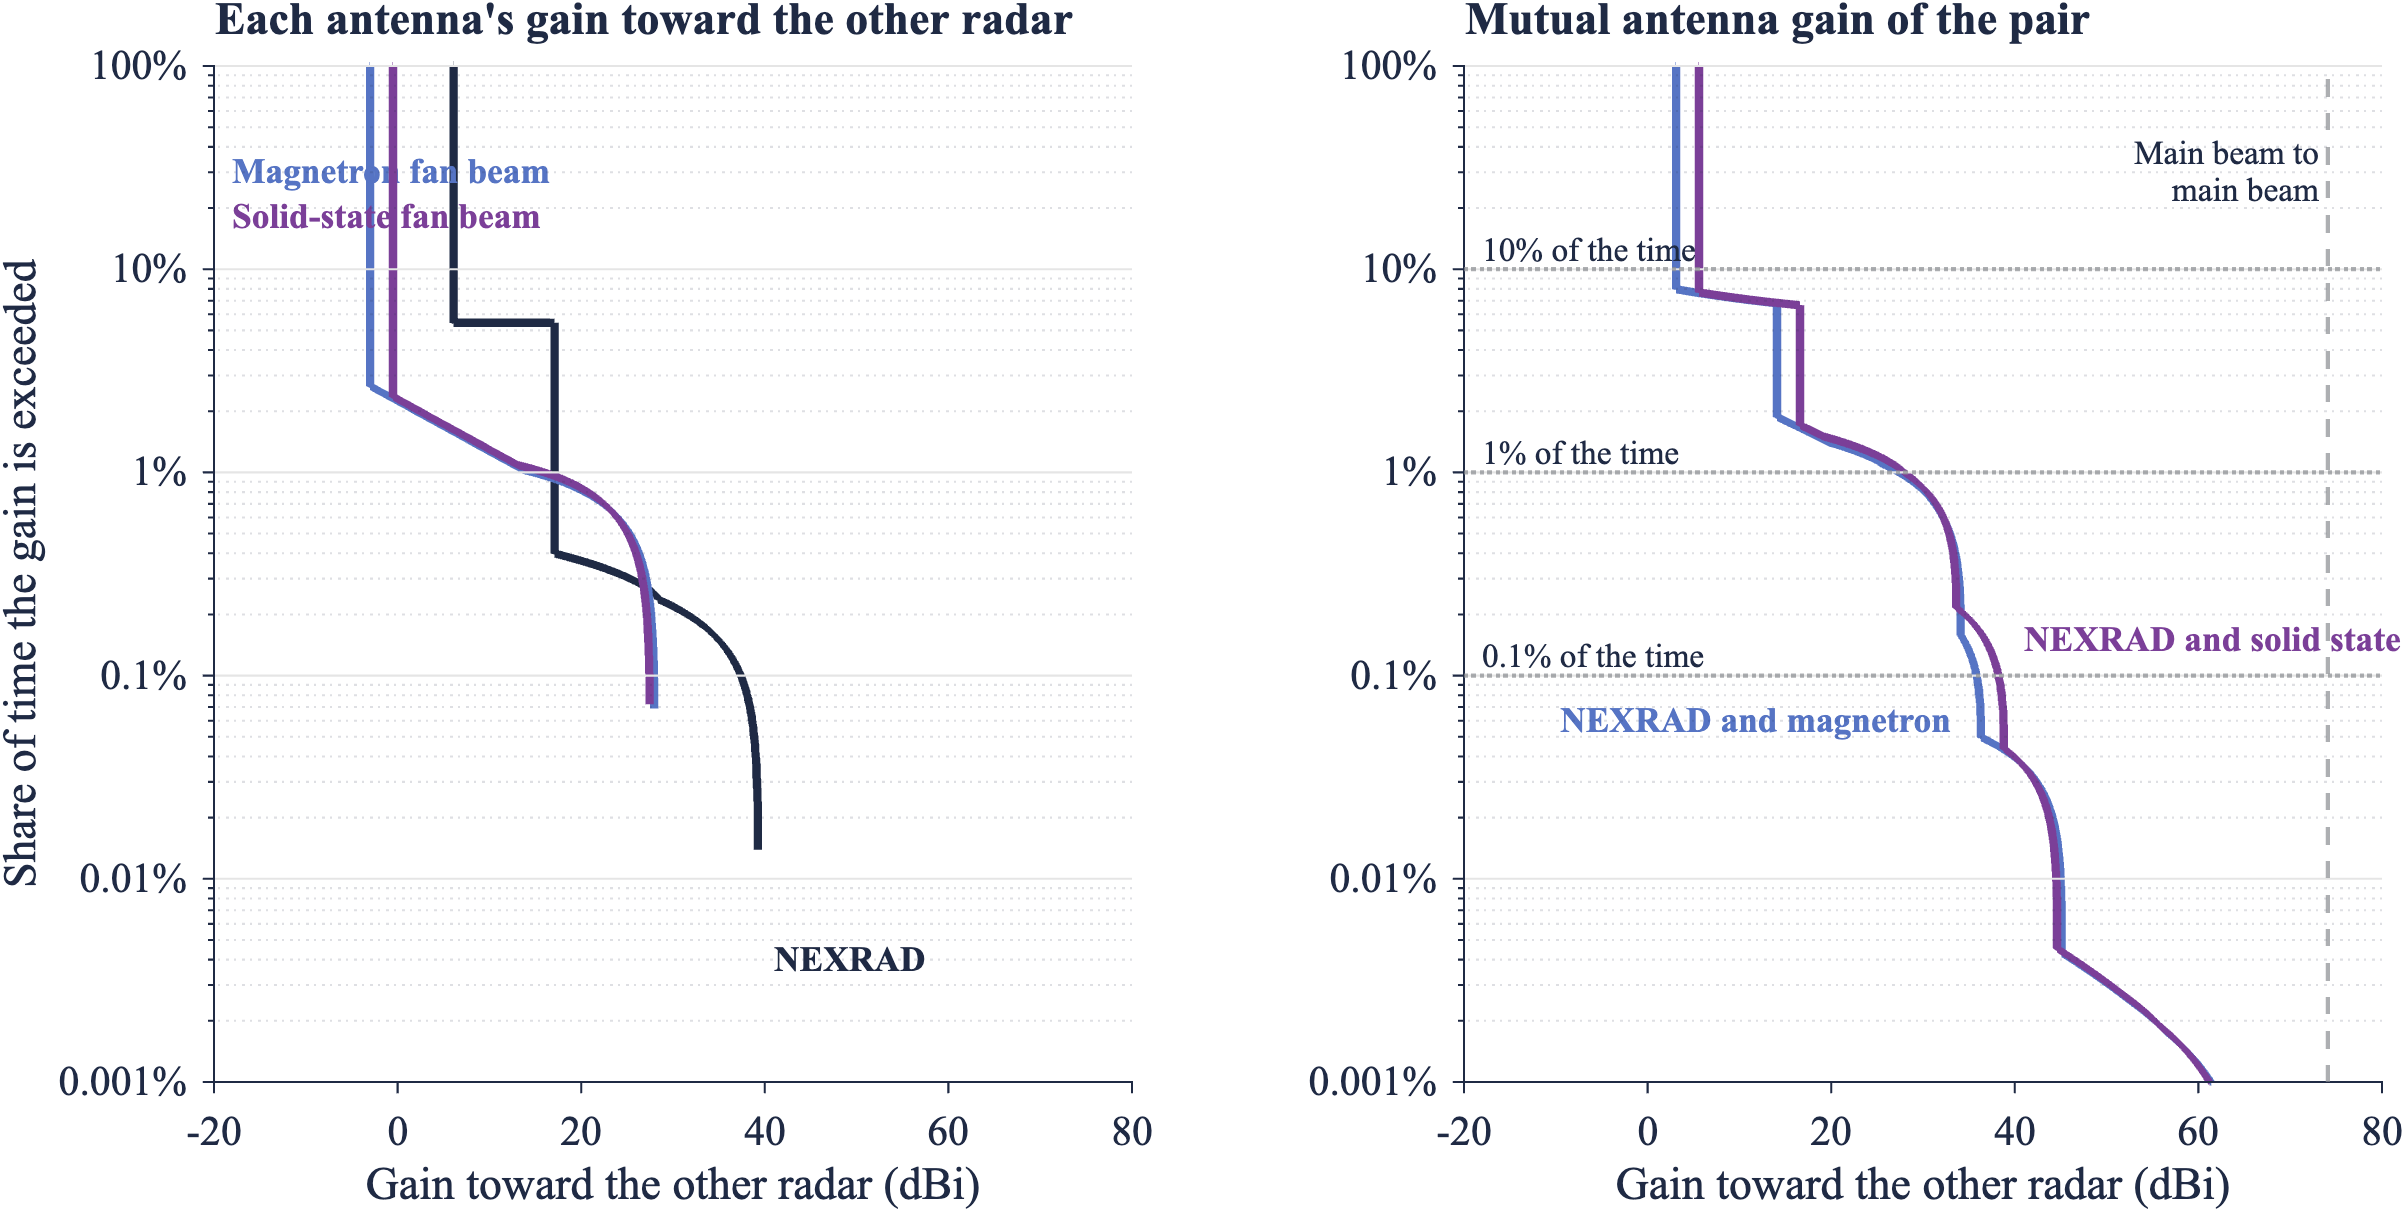 Each antenna's gain toward the other radar
100%
10%
1%
0.1%
0.01%
0.001%
Share of time the gain is exceeded
Magnetron fan beam
Solid-state fan beam
NEXRAD
-20 0 20 40 60 80
Gain toward the other radar (dBi)
Mutual antenna gain of the pair
100%
10%
1%
0.1%
0.01%
0.001%
Main beam to
main beam
10% of the time
1% of the time
0.1% of the time
NEXRAD and solid state
NEXRAD and magnetron
-20 0 20 40 60 80
Gain toward the other radar (dBi)